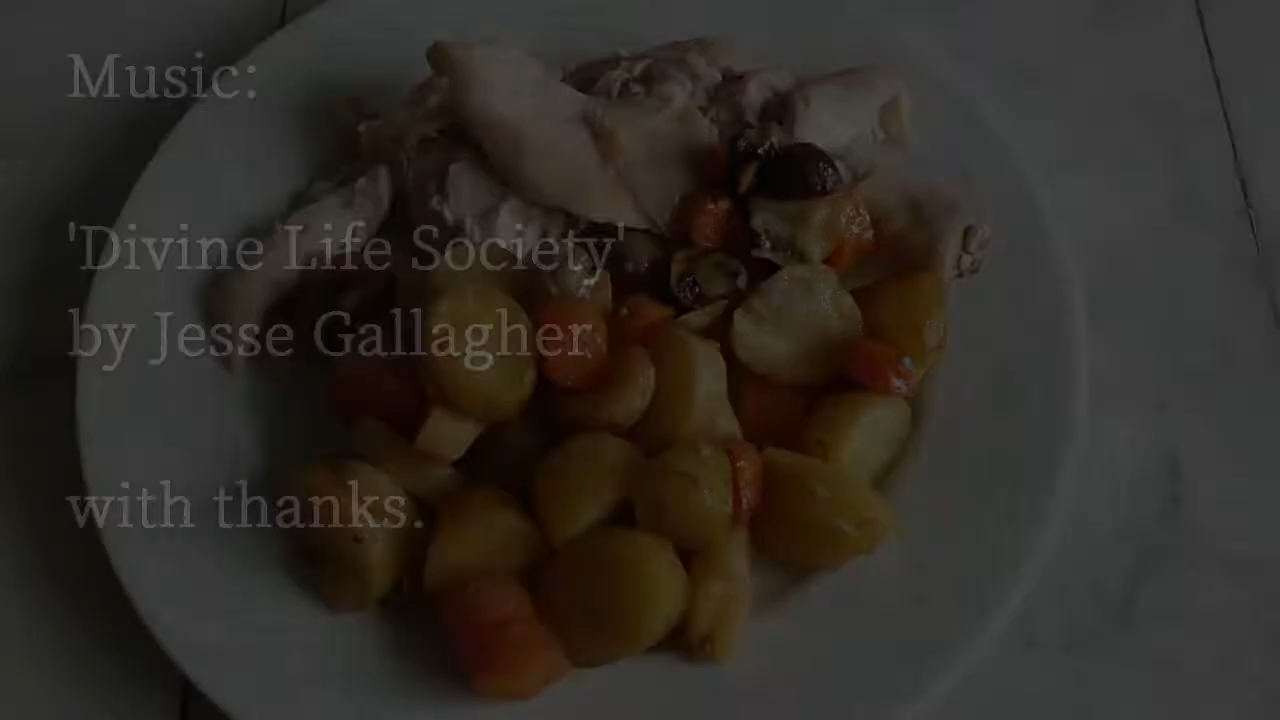 Music:
'Divine Life Society'
by Jesse Gallagher
with thanks.